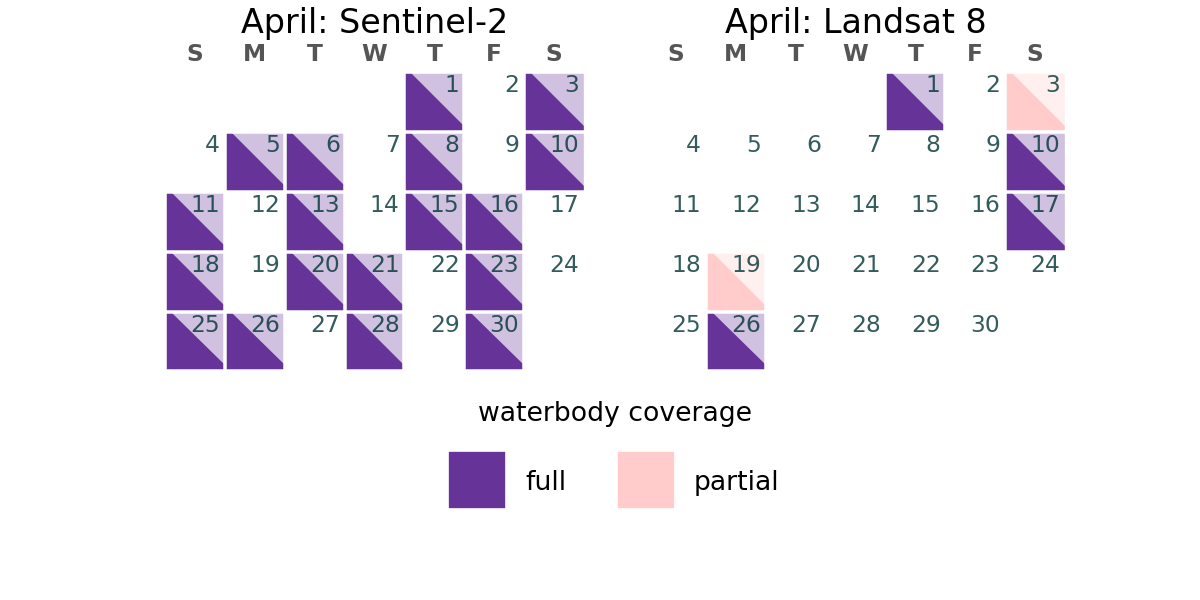 April: Sentinel-2
S M T W T F S
1 2 3
4 5 6 7 8 9 10
11 12 13 14 15 16 17
18 19 20 21 22 23 24
25 26 27 28 29 30
April: Landsat 8
S M T W T F S
1 2 3
4 5 6 7 8 9 10
11 12 13 14 15 16 17
18 19 20 21 22 23 24
25 26 27 28 29 30
waterbody coverage
full partial